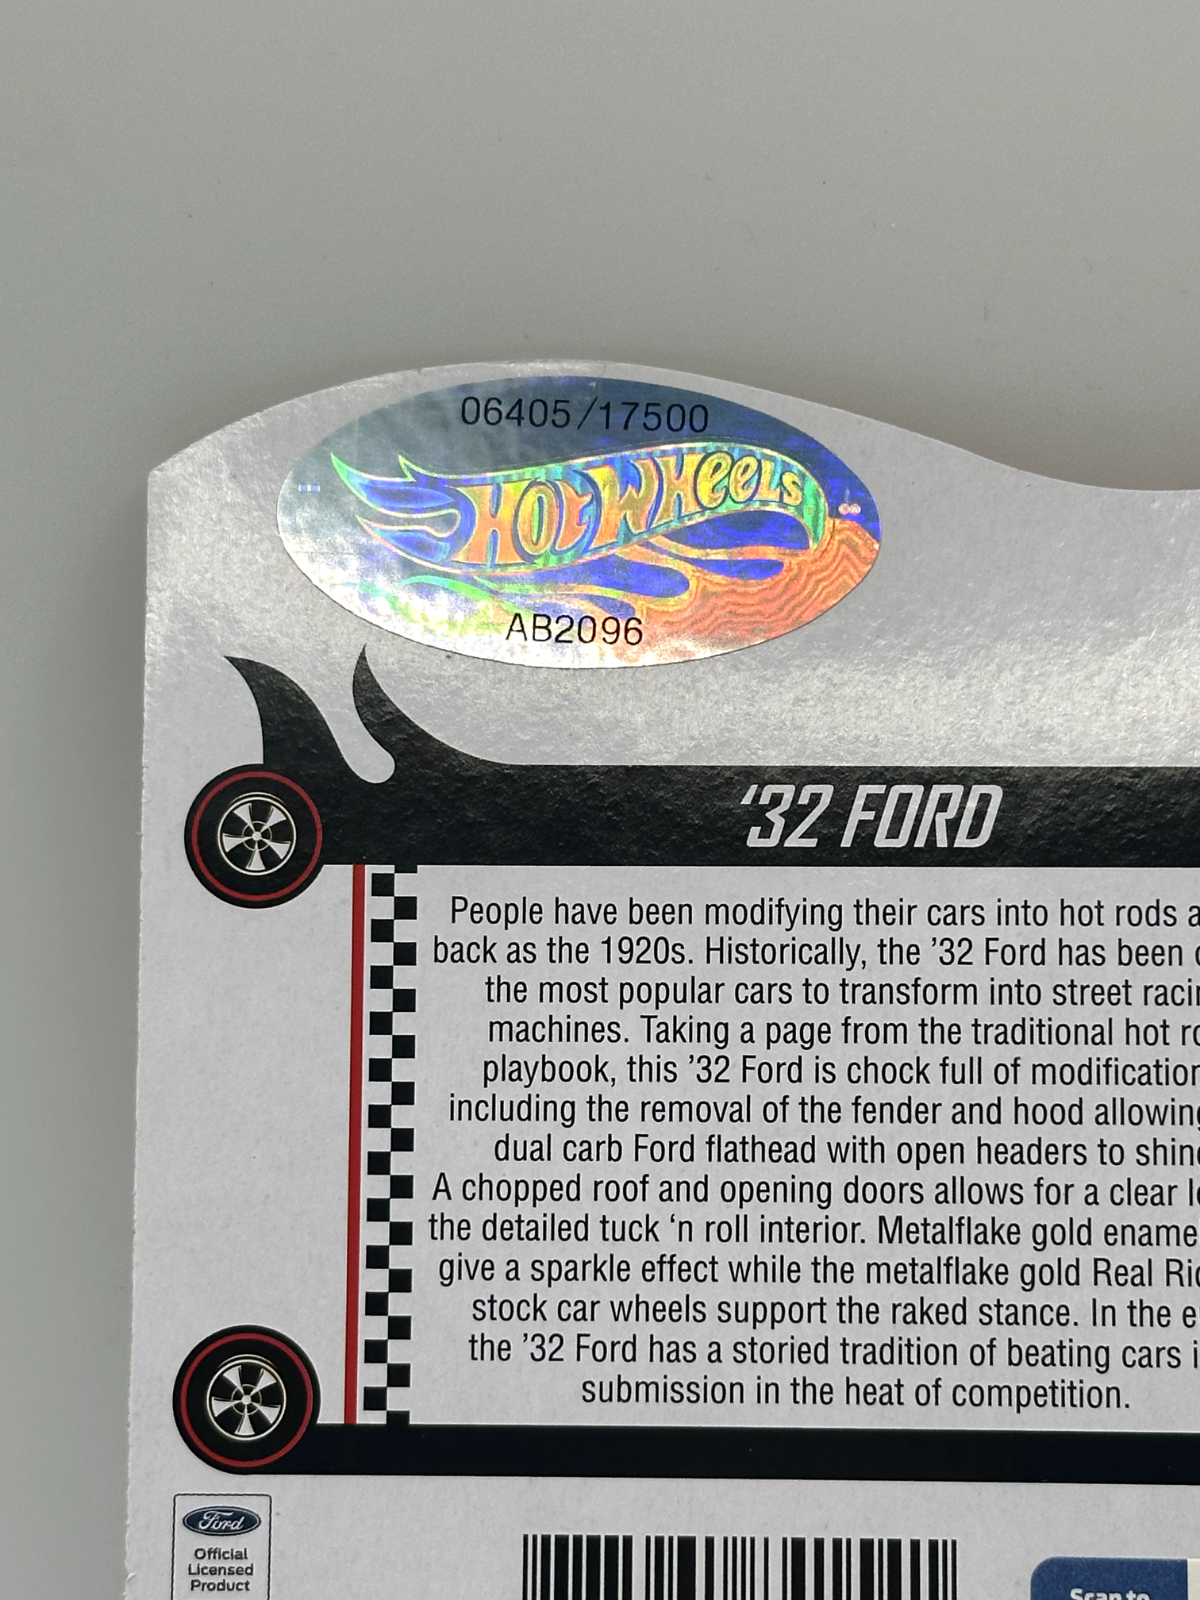 06405/17500
HOT WHEELS
AB2096
'32 FORD
People have been modifying their cars into hot rods
back as the 1920s. Historically, the ’32 Ford has been
the most popular cars to transform into street
machines. Taking a page from the traditional hot
playbook, this ’32 Ford is chock full of
including the removal of the fender and hood
dual carb Ford flathead with open headers to
A chopped roof and opening doors allows for a clear
the detailed tuck ‘n roll interior. Metalflake gold
give a sparkle effect while the metalflake gold Real
stock car wheels support the raked stance. In the
the ’32 Ford has a storied tradition of beating cars
submission in the heat of competition.
Ford
Official
Licensed
Product
Scan to